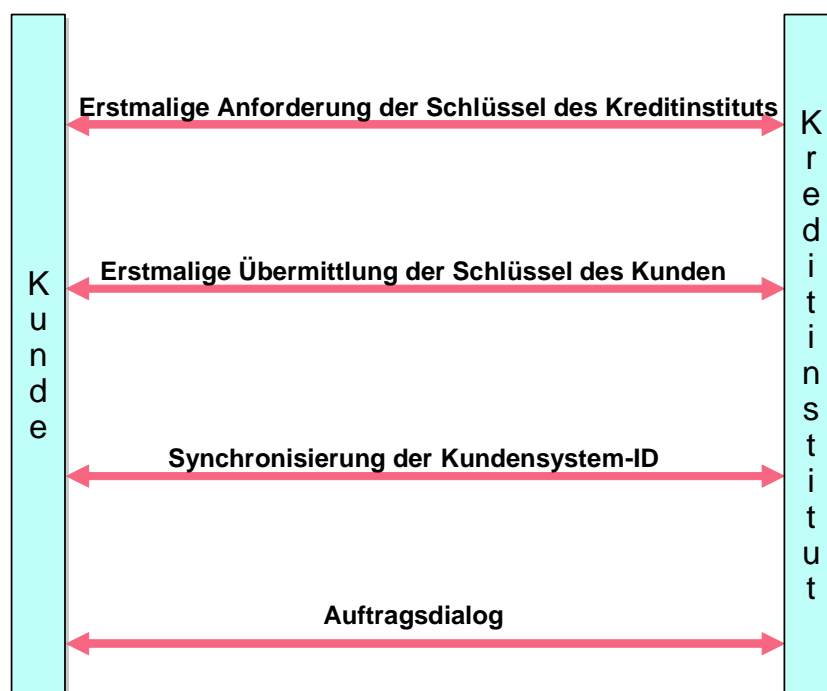 Erstmalige Anforderung der Schlüssel des Kreditinstituts
Erstmalige Übermittlung der Schlüssel des Kunden
Synchronisierung der Kundensystem-ID
Auftragsdialog
Kunde
Kreditinstitut